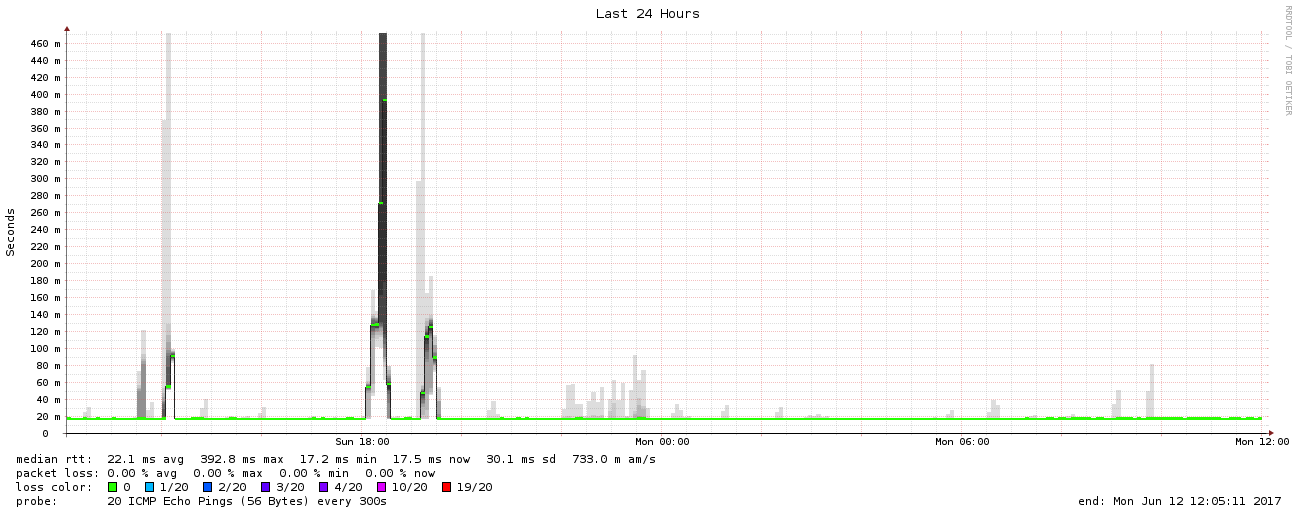 Last 24 Hours
RRDTOOL / TOBI OETIKER
Seconds
460 m
440 m
420 m
400 m
380 m
360 m
340 m
320 m
300 m
280 m
260 m
240 m
220 m
200 m
180 m
160 m
140 m
120 m
100 m
80 m
60 m
40 m
20 m
0
Sun 18:00 Mon 00:00 Mon 06:00 Mon 12:00
median rtt: 22.1 ms avg 392.8 ms max 17.2 ms min 17.5 ms now 30.1 ms sd 733.0 m am/s
packet loss: 0.00 % avg 0.00 % max 0.00 % min 0.00 % now
loss color: 0 1/20 2/20 3/20 4/20 10/20 19/20
probe: 20 ICMP Echo Pings (56 Bytes) every 300s end: Mon Jun 12 12:05:11 2017